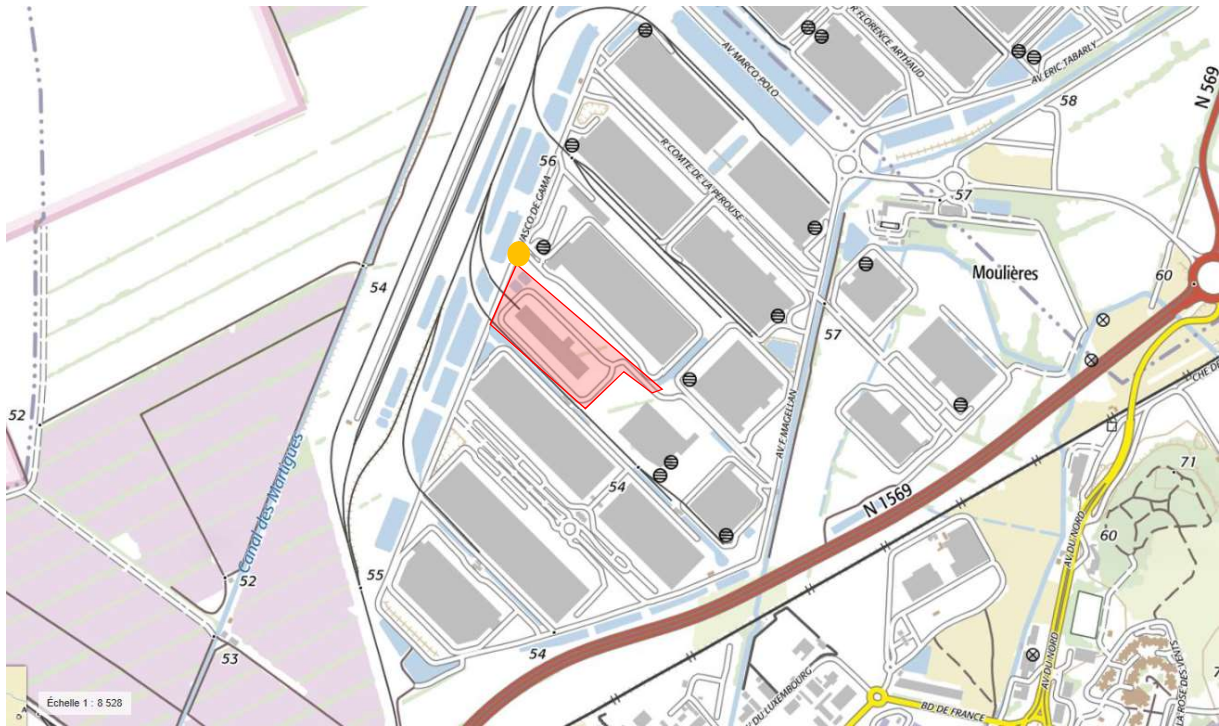 AV MARCO POLO
R FLORENCE ARTHAUD
AV ERIC TABARLY
58
N 569
56
R COMTE DE LA PEROUSE
VASCO DE GAMA
57
Moulières
60
54
57
CHE DE
52
AV F. MAGELLAN
71
Canal des Martigues
54
N 1569
AV DU NORD
60
55
52
53
54
AV DU NORD
ROSE DES VENTS
7
DU LUXEMBOURG
BD DE FRANCE
Échelle 1 : 8 528